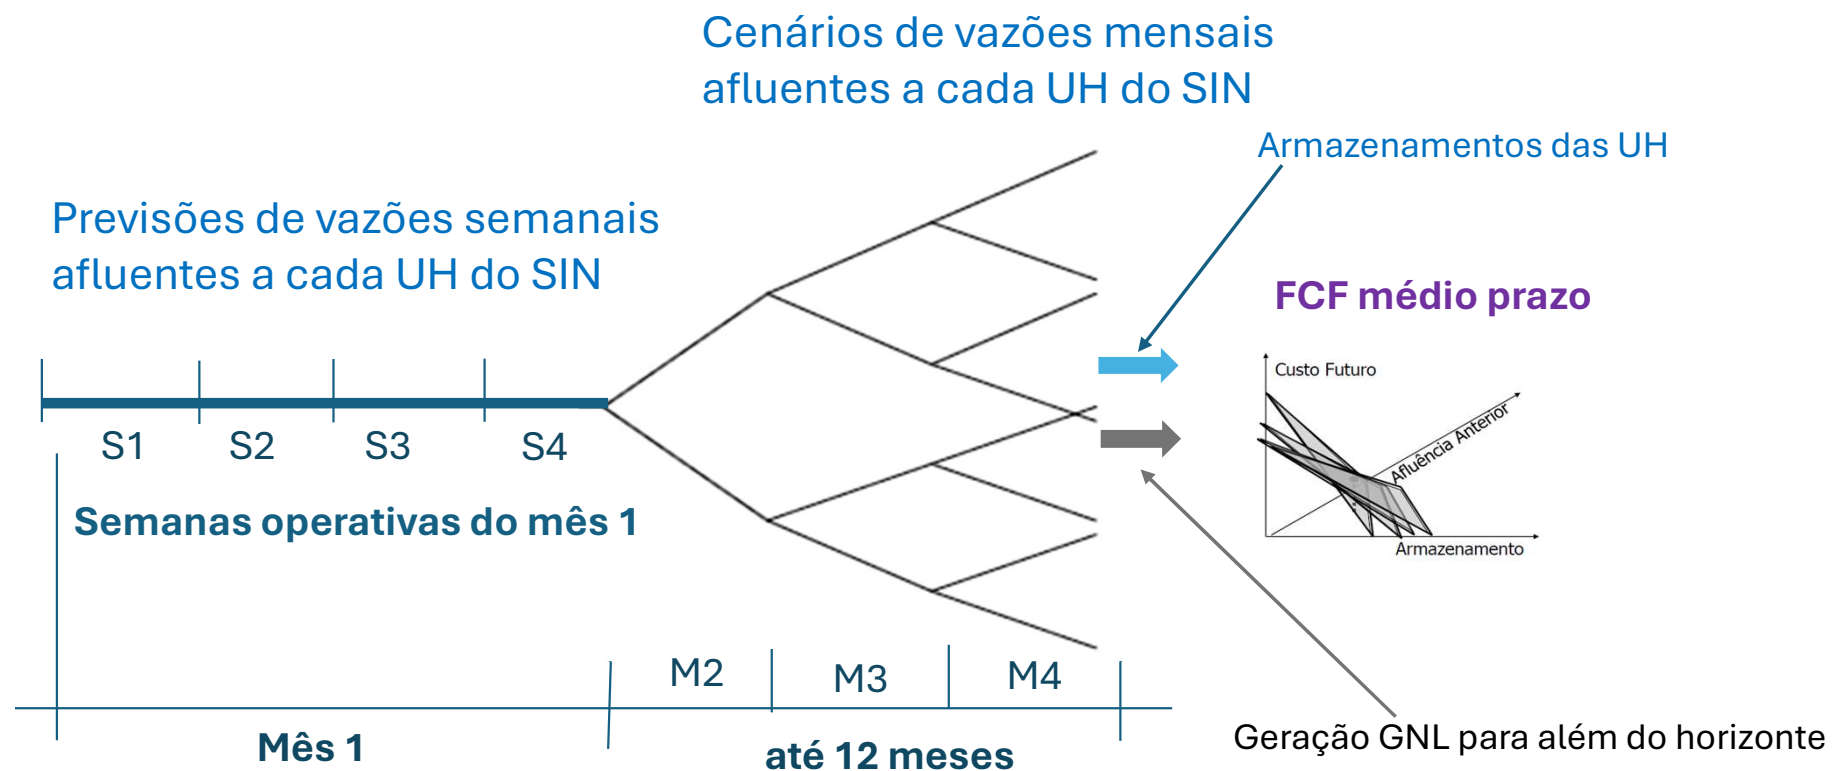 Cenários de vazões mensais
afluentes a cada UH do SIN
Armazenamentos das UH
Previsões de vazões semanais
afluentes a cada UH do SIN
FCF médio prazo
Custo Futuro
Afluência Anterior
Armazenamento
S1
S2
S3
S4
Semanas operativas do mês 1
M2
M3
M4
Mês 1
até 12 meses
Geração GNL para além do horizonte